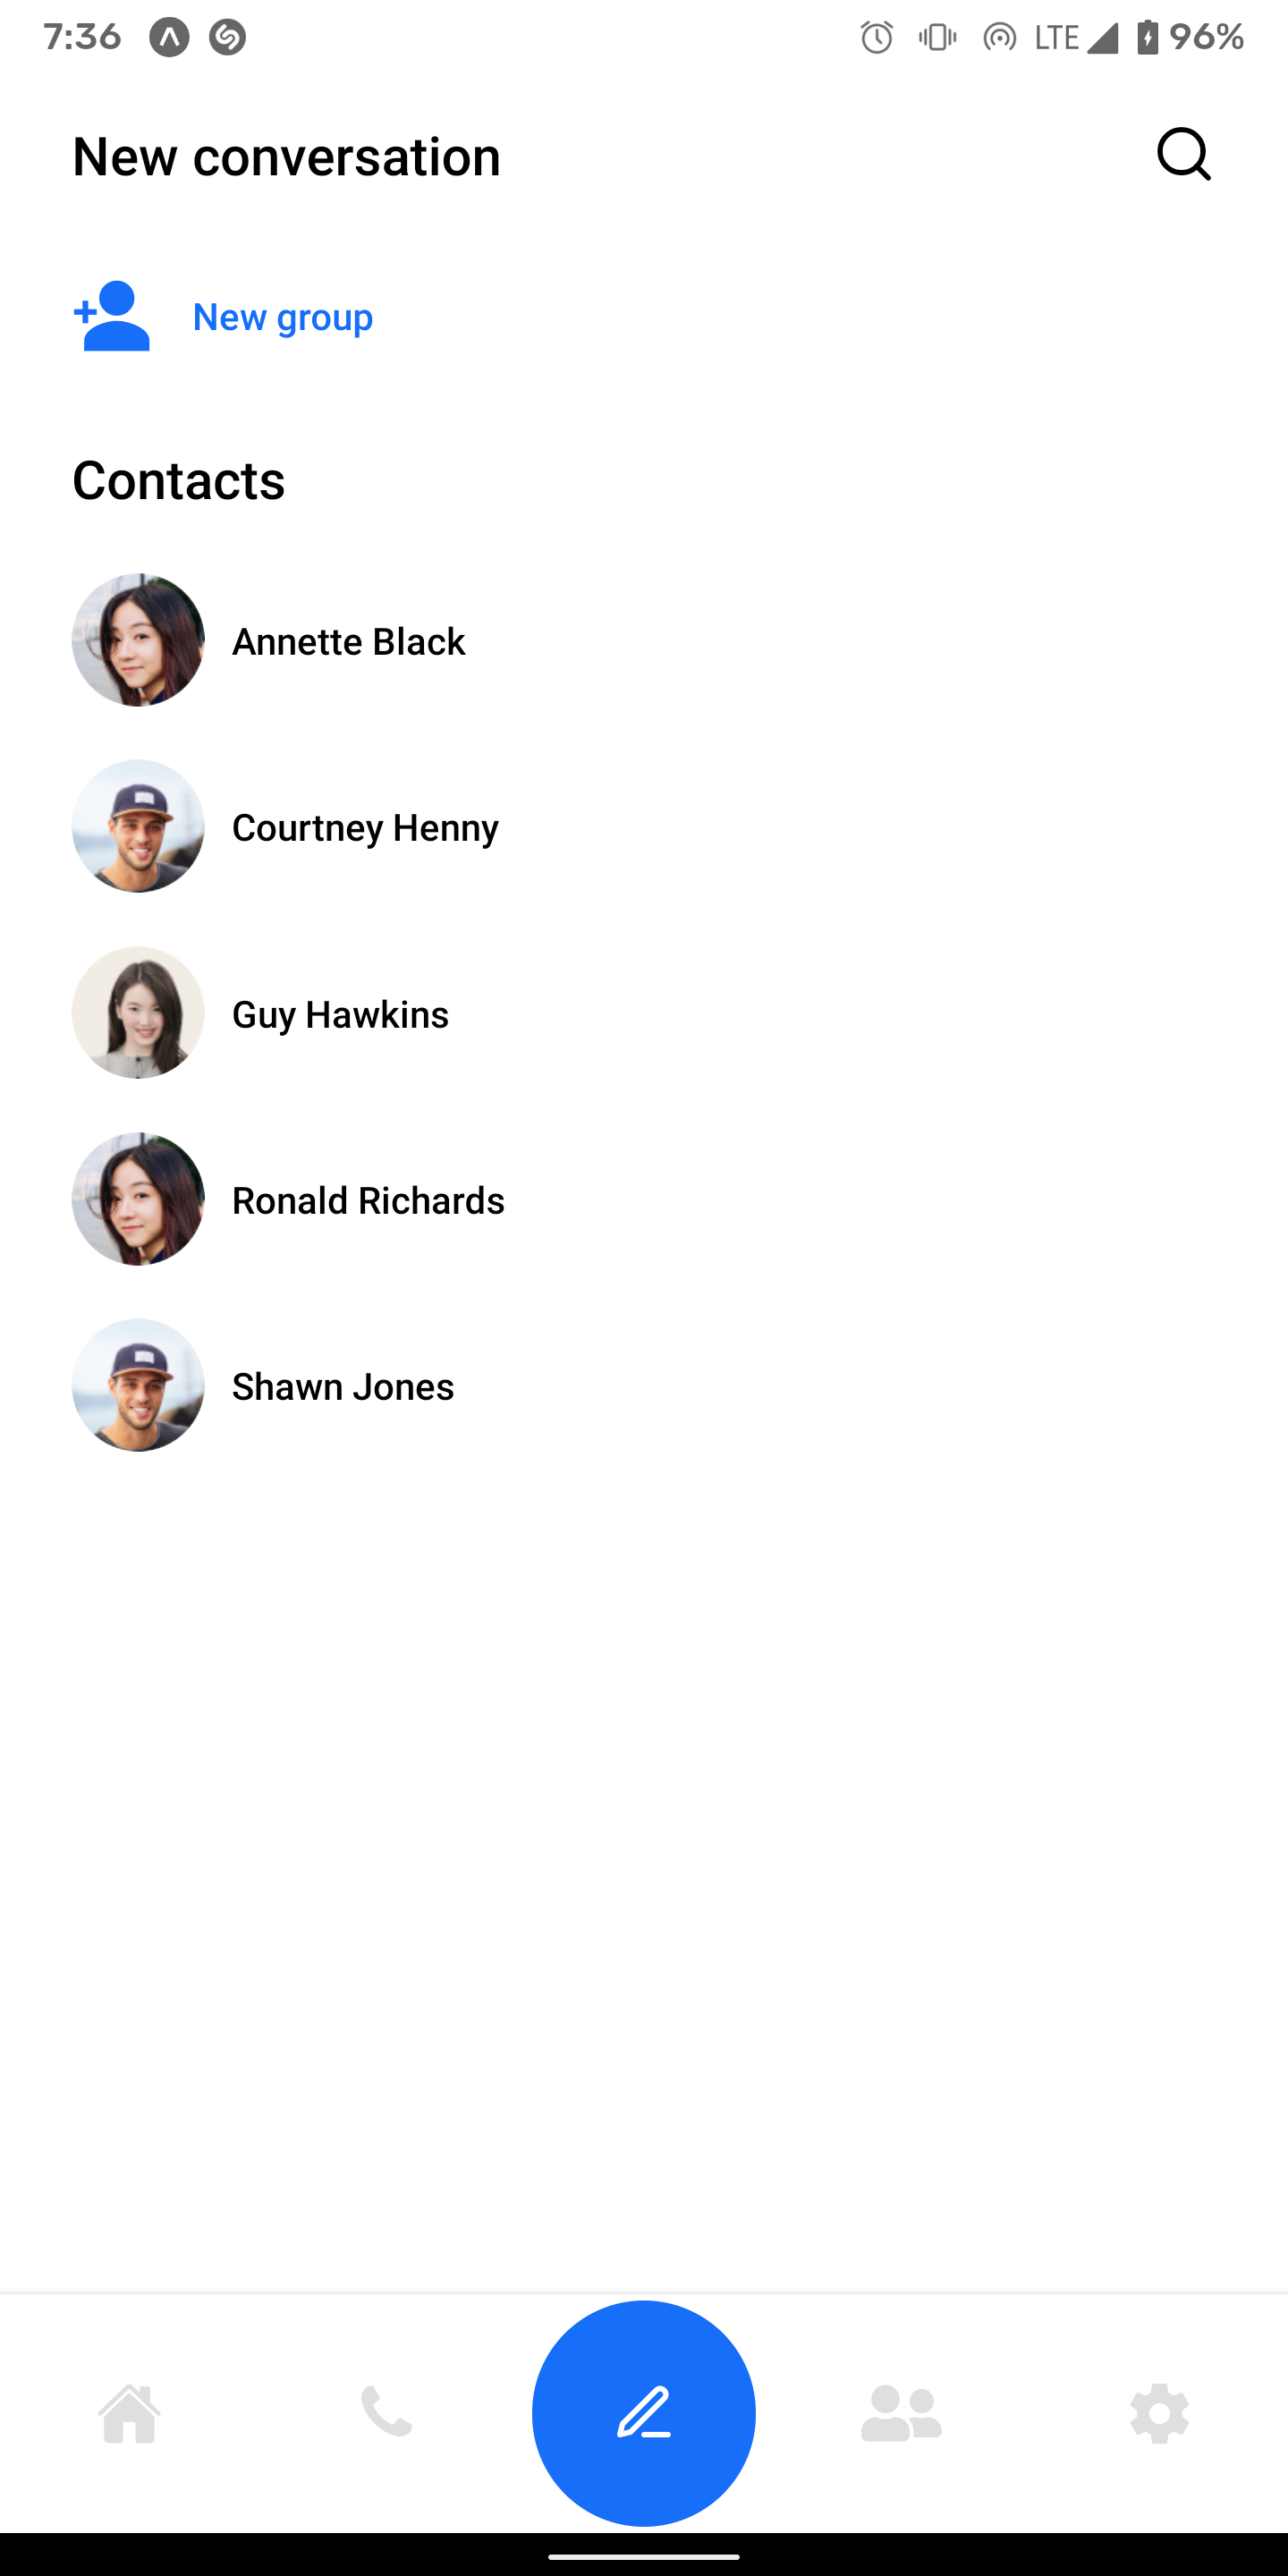 7:36 LTE 96%
New conversation
New group
Contacts
Annette Black
Courtney Henny
Guy Hawkins
Ronald Richards
Shawn Jones